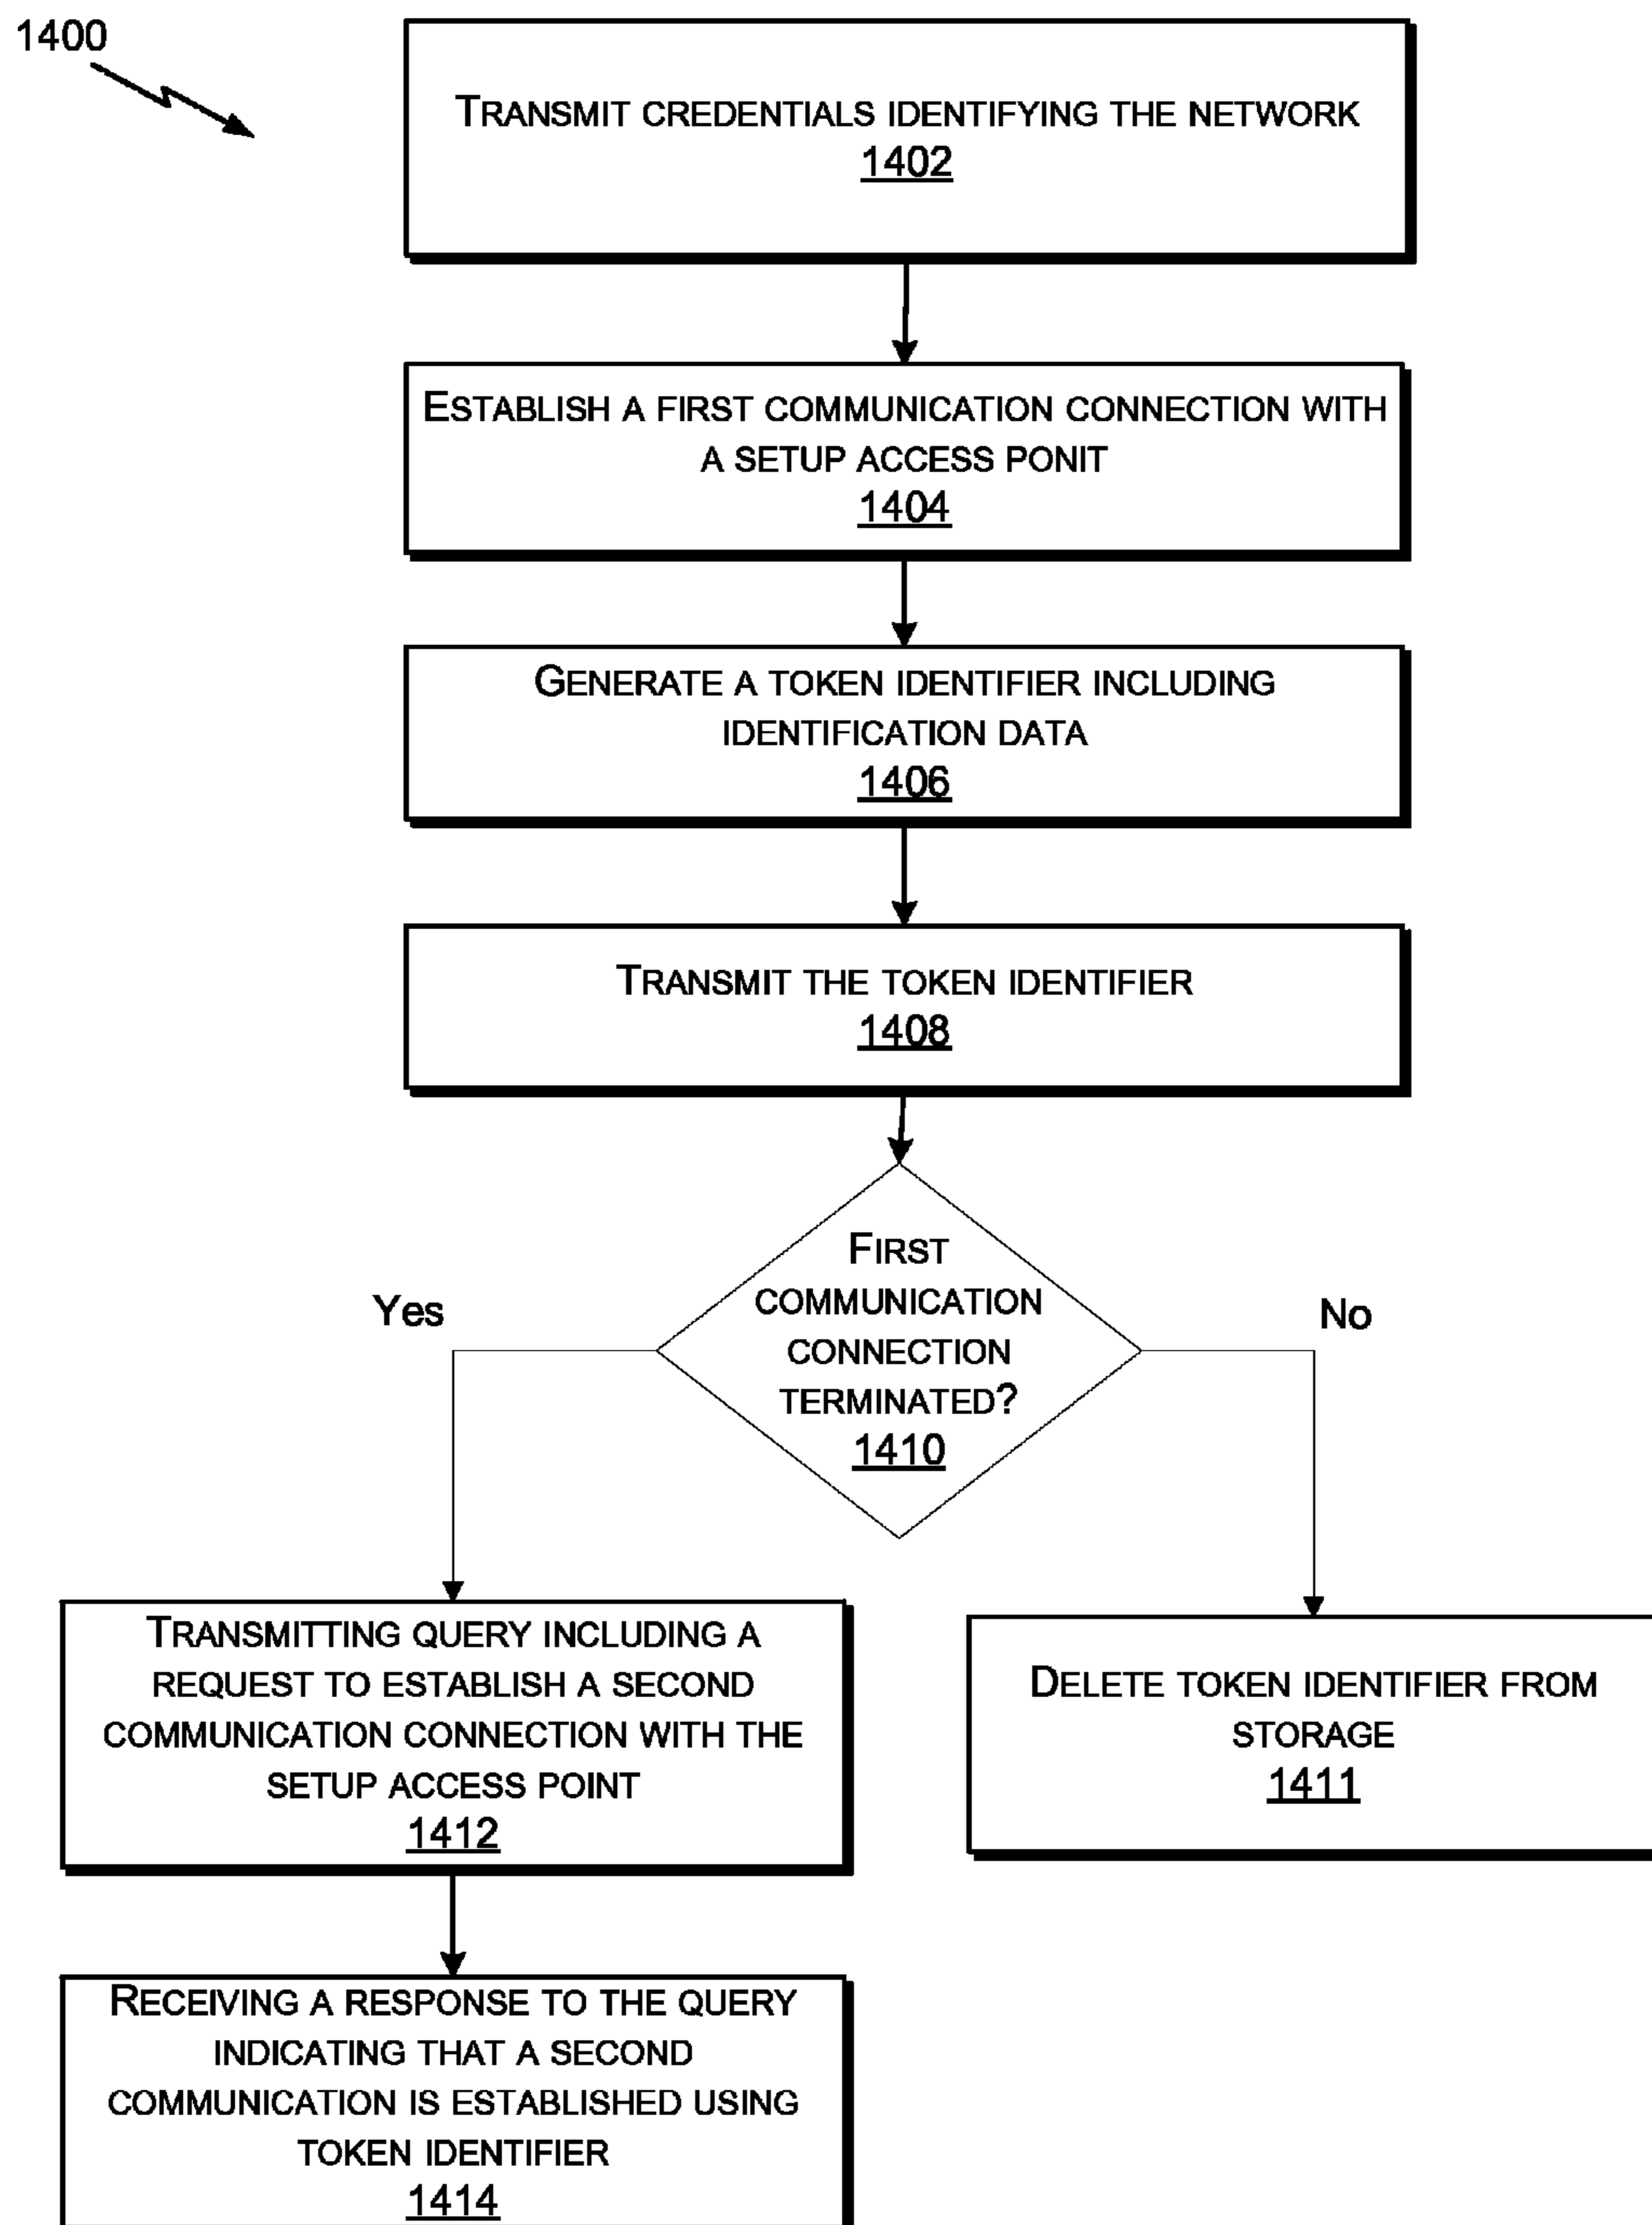 1400
TRANSMIT CREDENTIALS IDENTIFYING THE NETWORK
1402
ESTABLISH A FIRST COMMUNICATION CONNECTION WITH
A SETUP ACCESS PONIT
1404
GENERATE A TOKEN IDENTIFIER INCLUDING
IDENTIFICATION DATA
1406
TRANSMIT THE TOKEN IDENTIFIER
1408
FIRST
COMMUNICATION
CONNECTION
TERMINATED?
1410
Yes
No
TRANSMITTING QUERY INCLUDING A
REQUEST TO ESTABLISH A SECOND
COMMUNICATION CONNECTION WITH THE
SETUP ACCESS POINT
1412
DELETE TOKEN IDENTIFIER FROM
STORAGE
1411
RECEIVING A RESPONSE TO THE QUERY
INDICATING THAT A SECOND
COMMUNICATION IS ESTABLISHED USING
TOKEN IDENTIFIER
1414